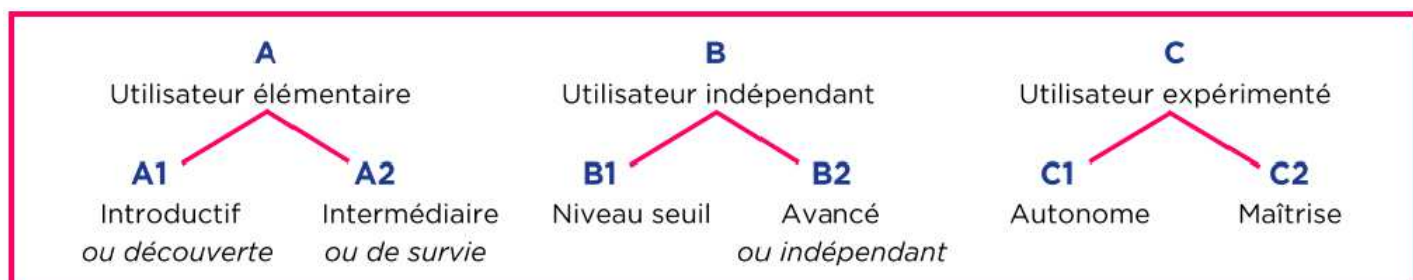 A
Utilisateur élémentaire
A1
Introductif
ou découverte
A2
Intermédiaire
ou de survie
B
Utilisateur indépendant
B1
Niveau seuil
B2
Avancé
ou indépendant
C
Utilisateur expérimenté
C1
Autonome
C2
Maîtrise